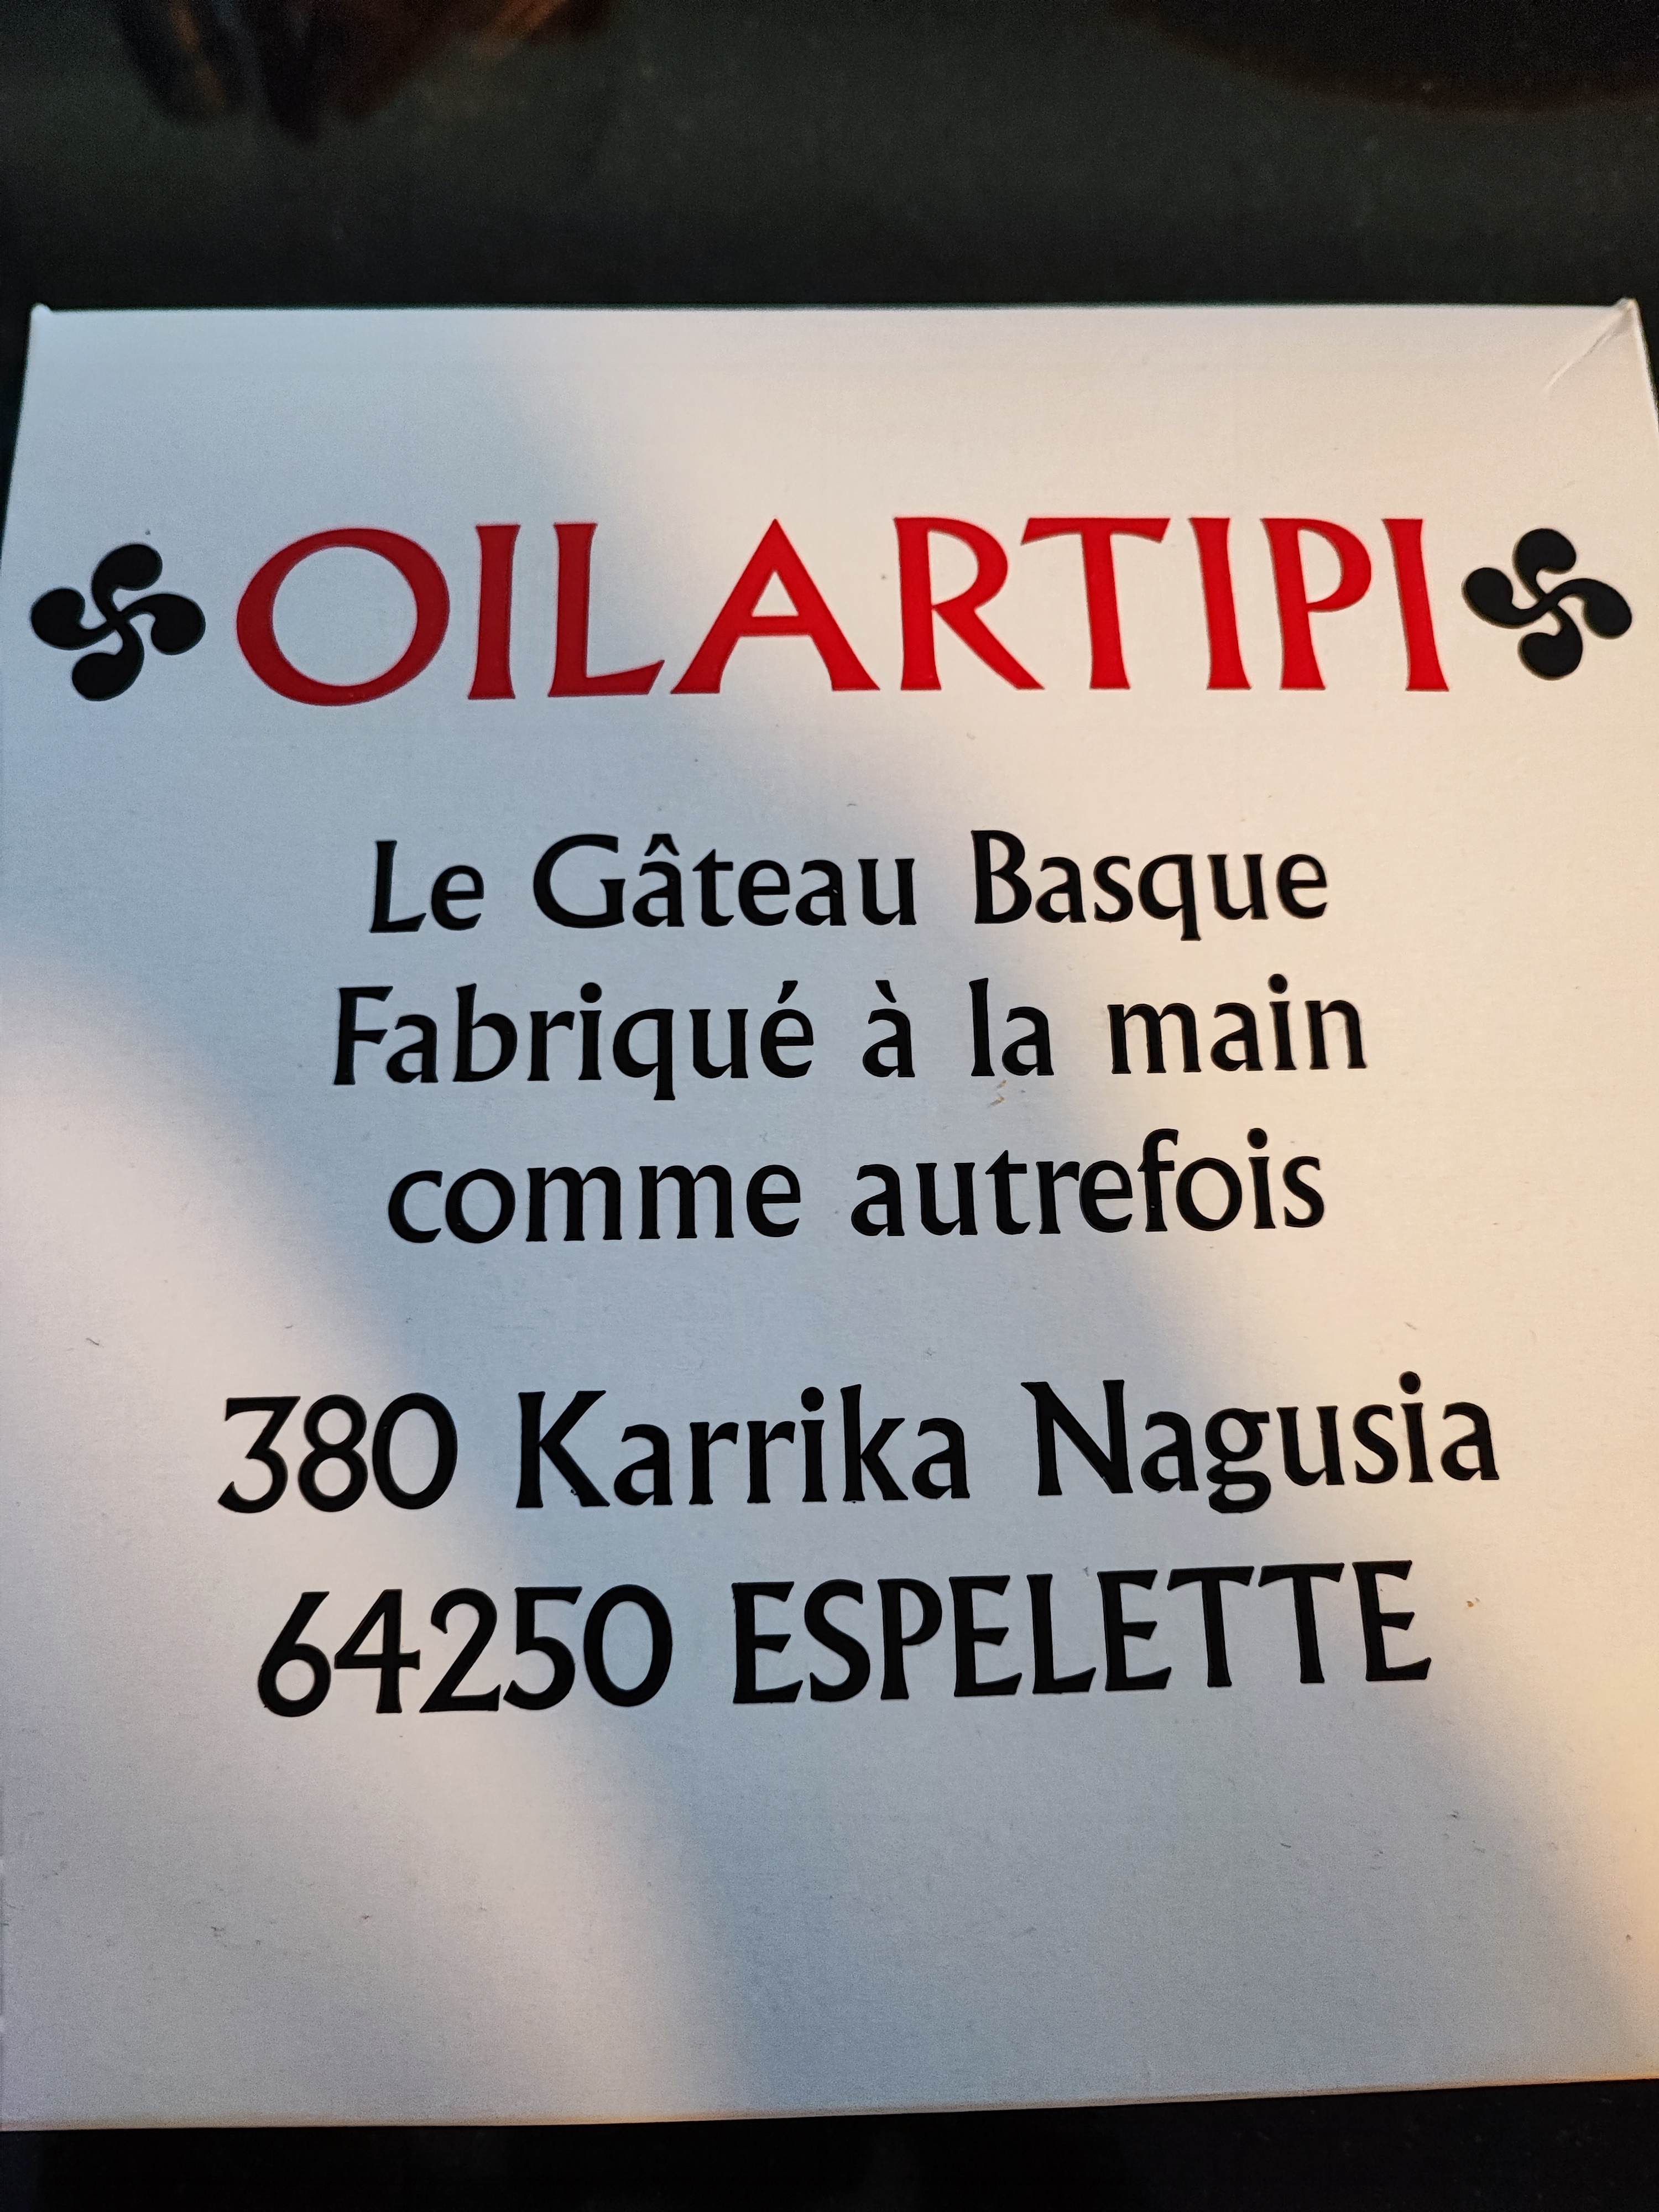 OILARTIPI
Le Gâteau Basque
Fabriqué à la main
comme autrefois
380 Karrika Nagusia
64250 ESPELETTE